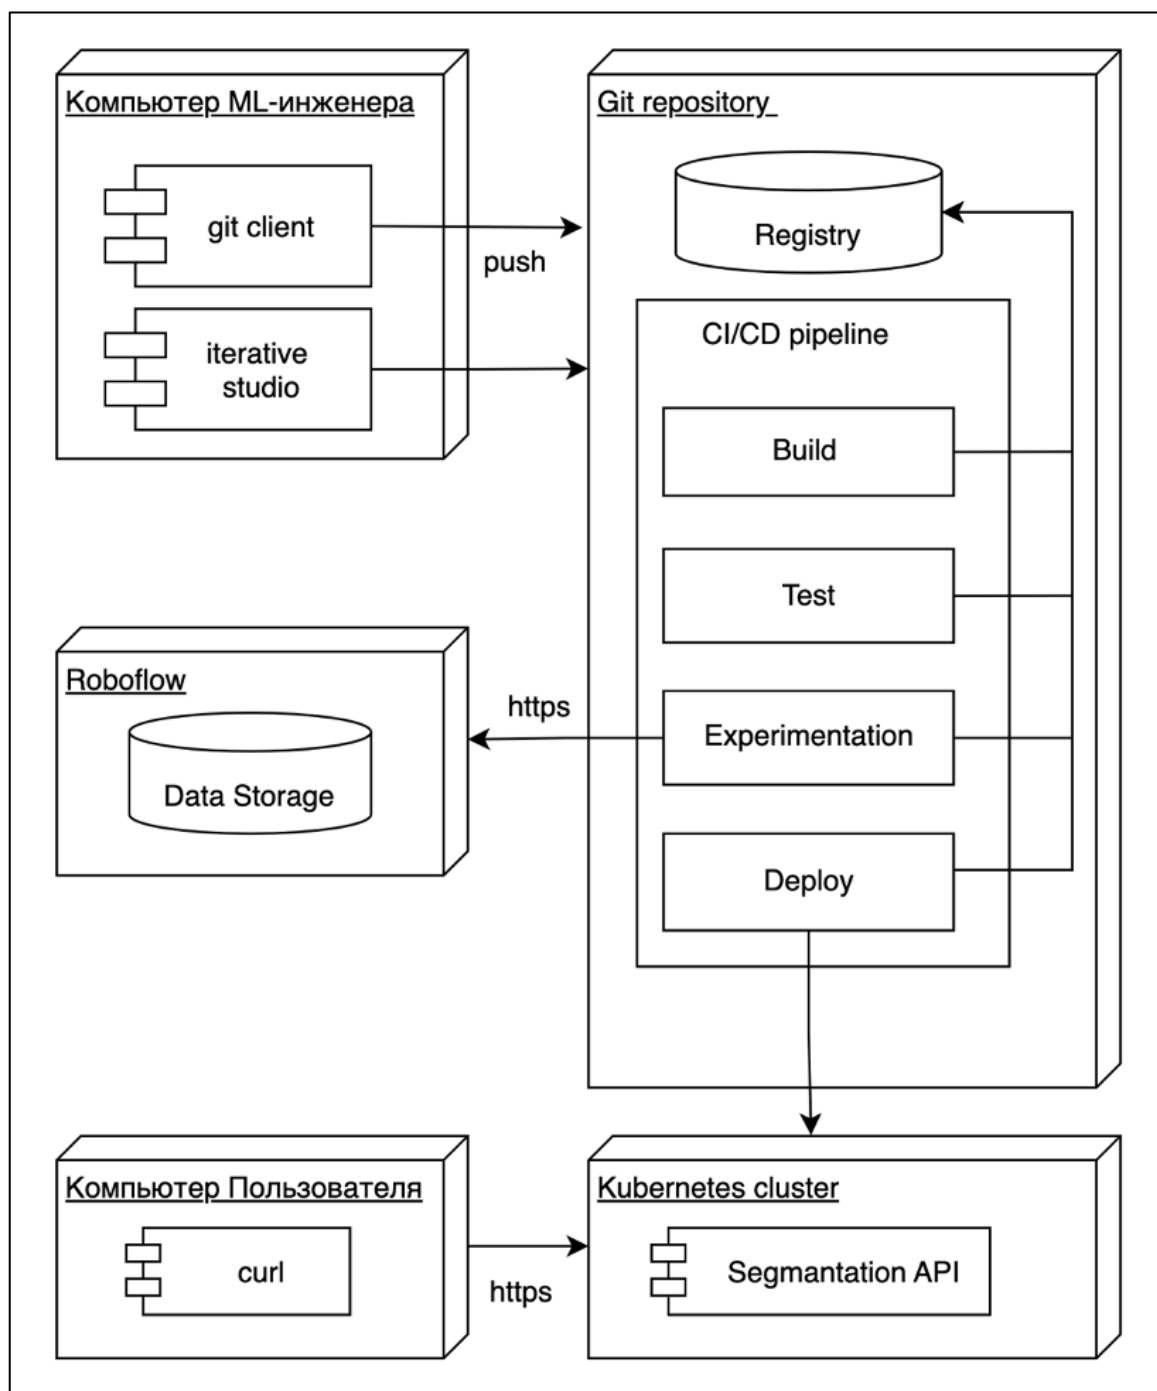 Компьютер ML-инженера
git client
iterative
studio
push
Git repository
Registry
CI/CD pipeline
Build
Test
Experimentation
Deploy
Roboflow
Data Storage
https
Компьютер Пользователя
curl
https
Kubernetes cluster
Segmantation API